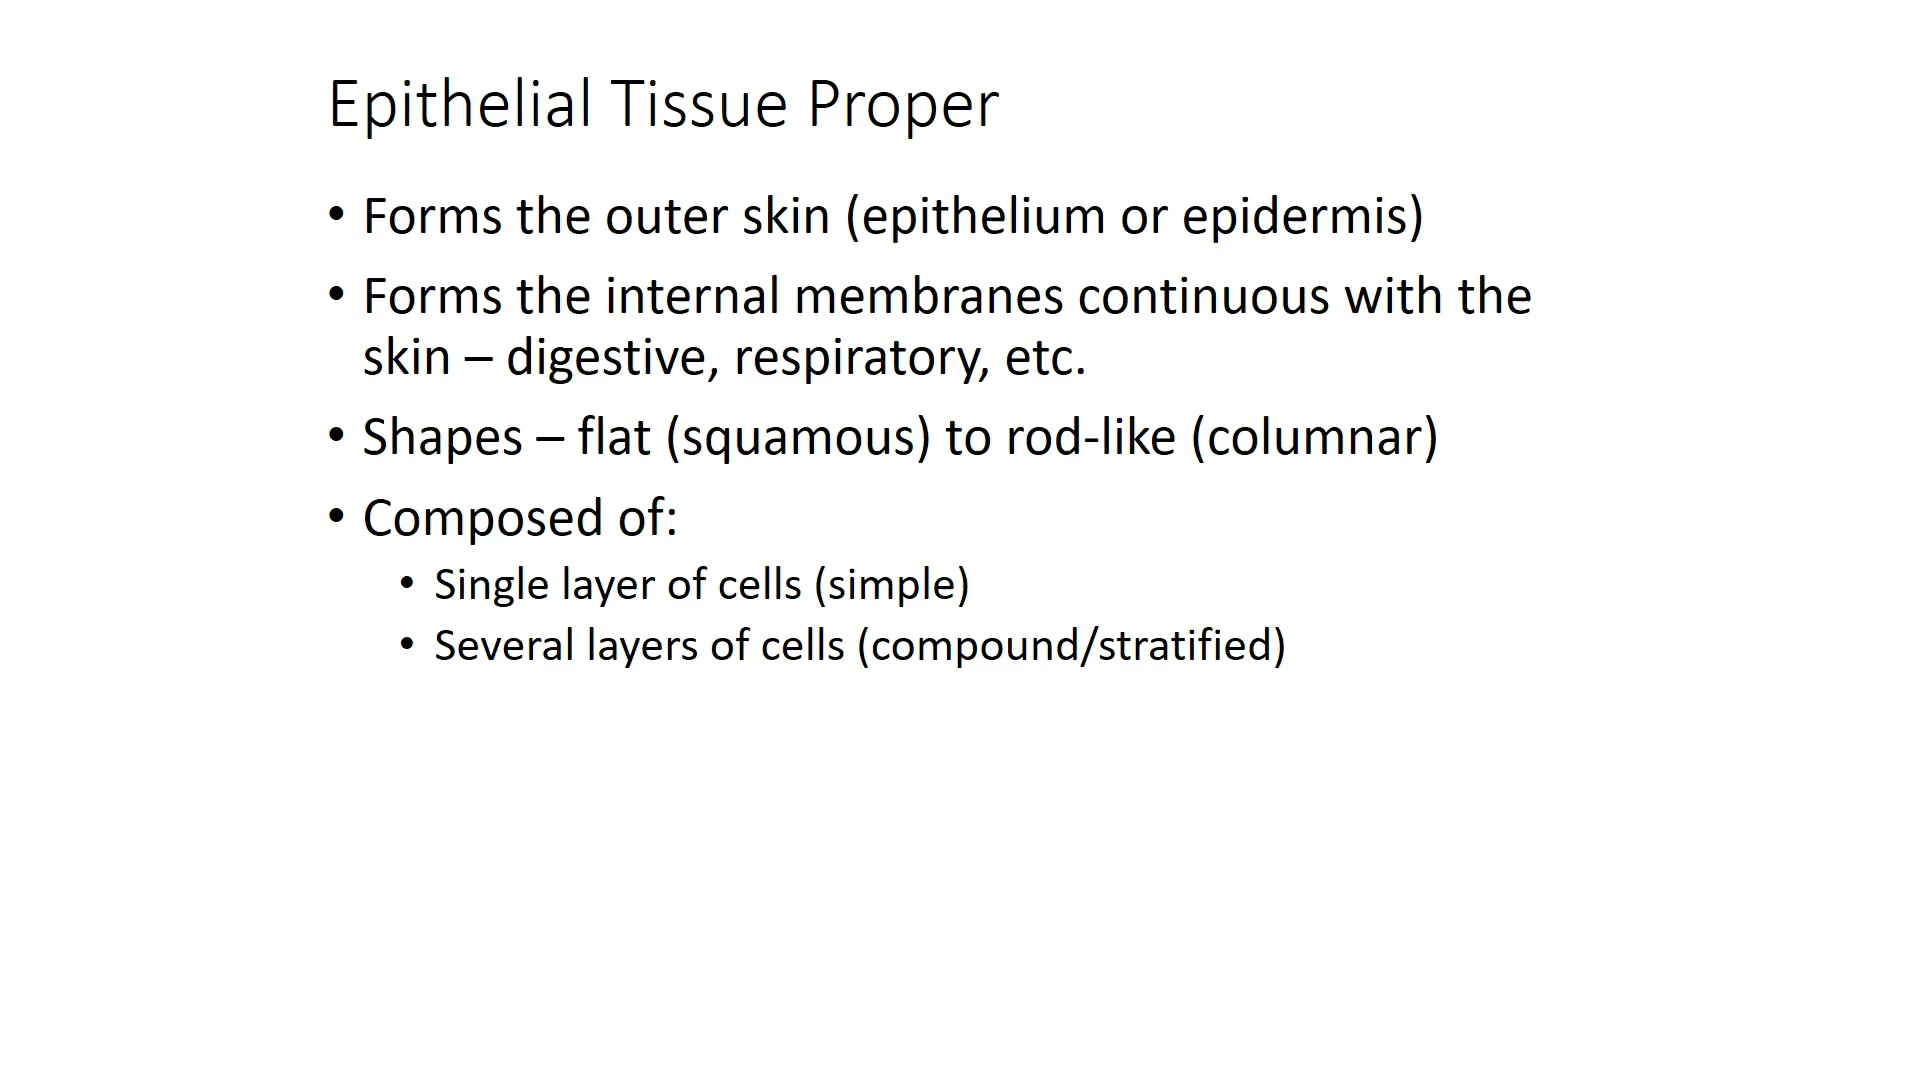 Epithelial Tissue Proper
• Forms the outer skin (epithelium or epidermis)
• Forms the internal membranes continuous with the
skin – digestive, respiratory, etc.
• Shapes – flat (squamous) to rod-like (columnar)
• Composed of:
• Single layer of cells (simple)
• Several layers of cells (compound/stratified)